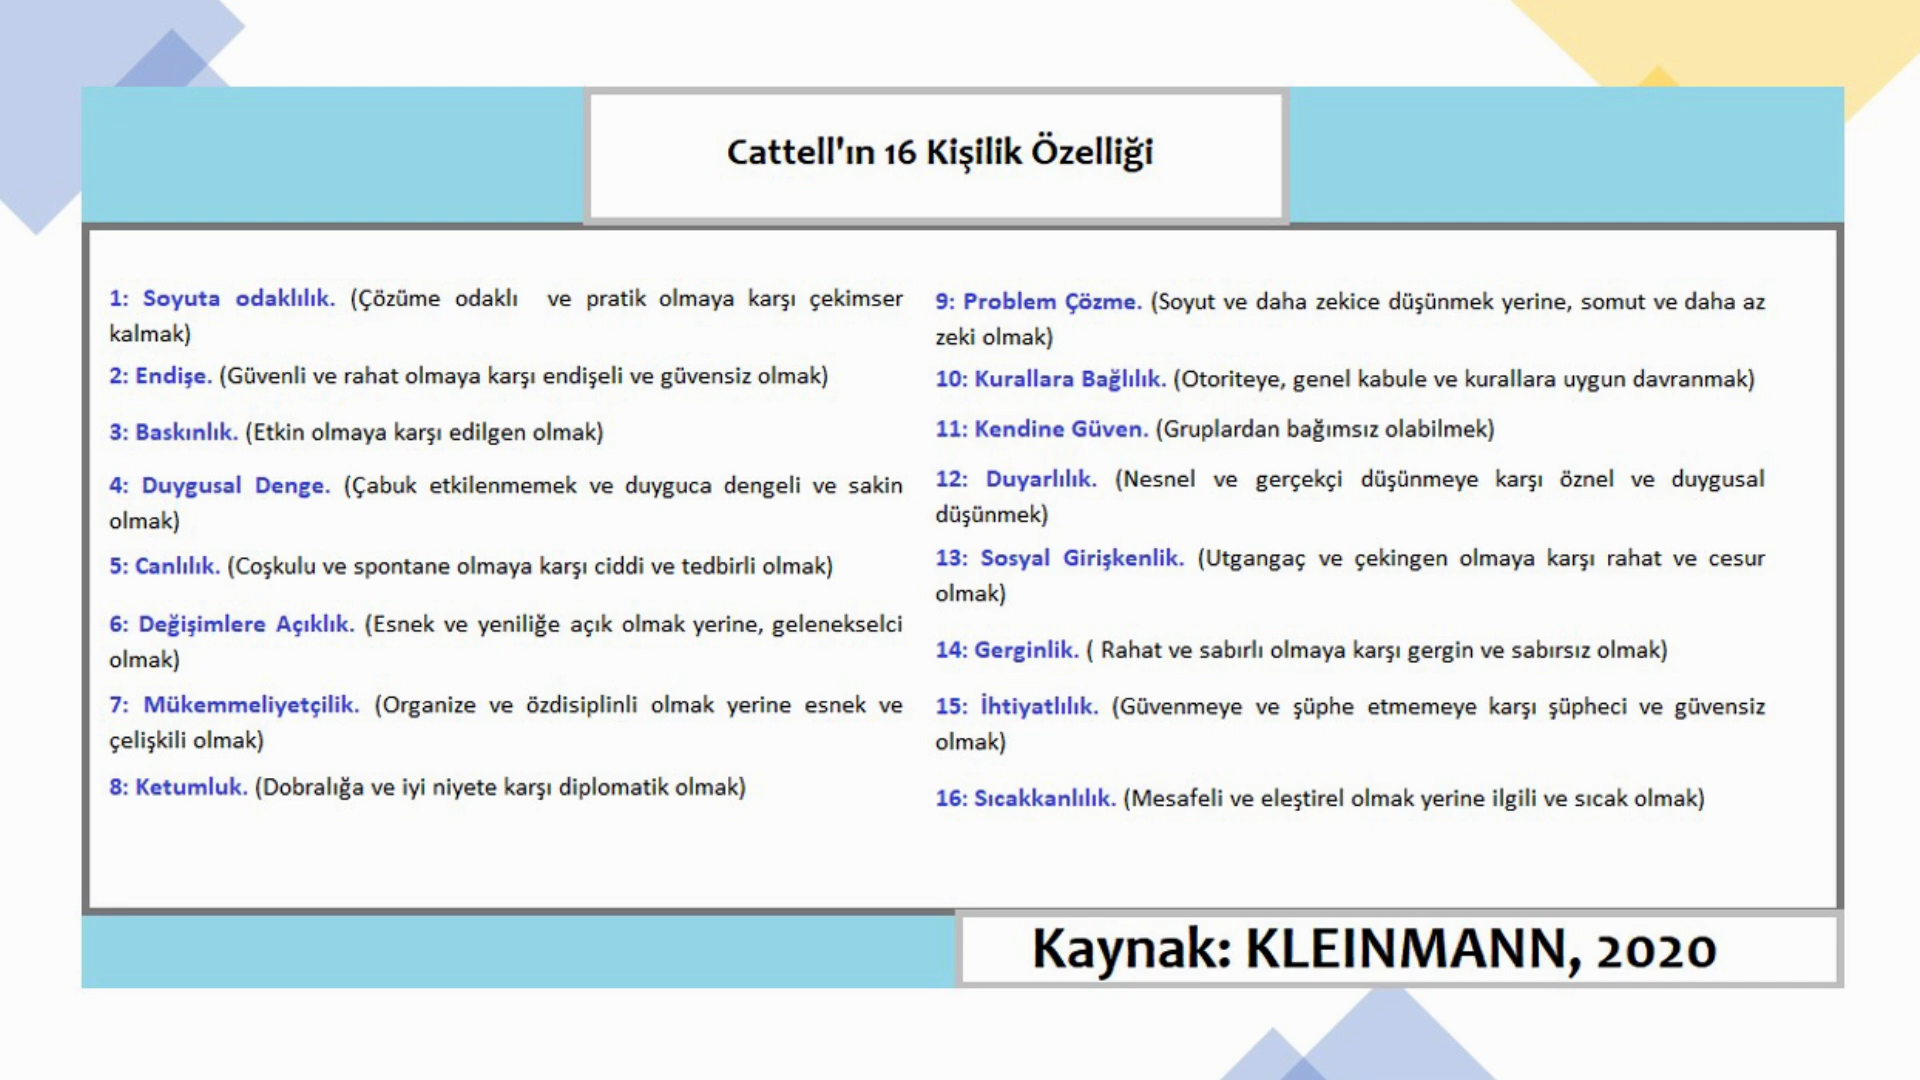 Cattell'ın 16 Kişilik Özelliği
1: Soyuta odaklılık. (Çözüme odaklı ve pratik olmaya karşı çekimser
kalmak)
2: Endişe. (Güvenli ve rahat olmaya karşı endişeli ve güvensiz olmak)
3: Baskınlık. (Etkin olmaya karşı edilgen olmak)
4: Duygusal Denge. (Çabuk etkilenmemek ve duyguca dengeli ve sakin
olmak)
5: Canlılık. (Coşkulu ve spontane olmaya karşı ciddi ve tedbirli olmak)
6: Değişimlere Açıklık. (Esnek ve yeniliğe açık olmak yerine, gelenekselci
olmak)
7: Mükemmeliyetçilik. (Organize ve özdisiplinli olmak yerine esnek ve
çelişkili olmak)
8: Ketumluk. (Dobralığa ve iyi niyete karşı diplomatik olmak)
9: Problem Çözme. (Soyut ve daha zekice düşünmek yerine, somut ve daha az
zeki olmak)
10: Kurallara Bağlılık. (Otoriteye, genel kabule ve kurallara uygun davranmak)
11: Kendine Güven. (Gruplardan bağımsız olabilmek)
12: Duyarlılık. (Nesnel ve gerçekçi düşünmeye karşı öznel ve duygusal
düşünmek)
13: Sosyal Girişkenlik. (Utgangaç ve çekingen olmaya karşı rahat ve cesur
olmak)
14: Gerginlik. ( Rahat ve sabırlı olmaya karşı gergin ve sabırsız olmak)
15: İhtiyatlılık. (Güvenmeye ve şüphe etmemeye karşı şüpheci ve güvensiz
olmak)
16: Sıcakkanlılık. (Mesafeli ve eleştirel olmak yerine ilgili ve sıcak olmak)
Kaynak: KLEINMANN, 2020